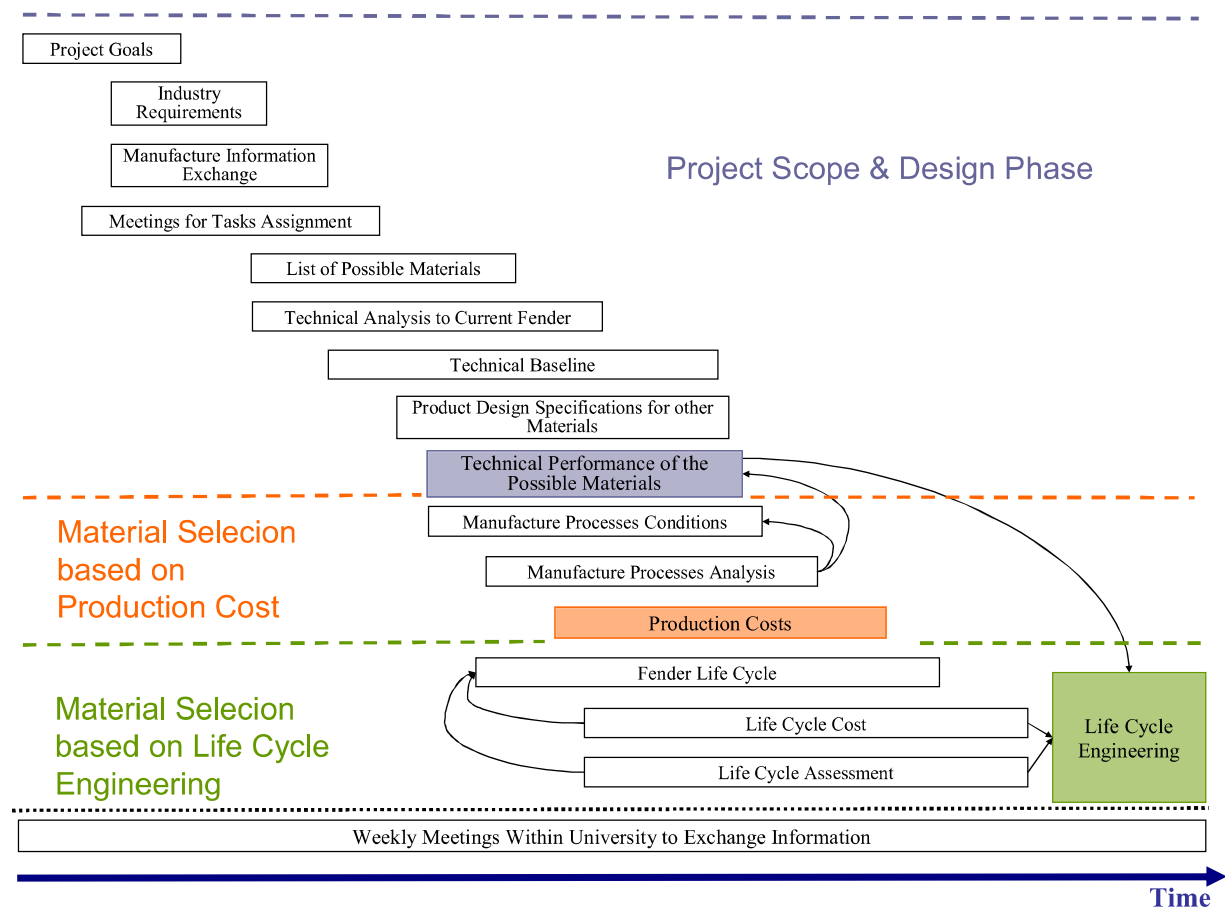 Project Goals
Industry
Requirements
Manufacture Information
Exchange
Project Scope & Design Phase
Meetings for Tasks Assignment
List of Possible Materials
Technical Analysis to Current Fender
Technical Baseline
Product Design Specifications for other
Materials
Technical Performance of the
Possible Materials
Material Selecion
based on
Production Cost
Manufacture Processes Conditions
Manufacture Processes Analysis
Production Costs
Fender Life Cycle
Material Selecion
based on Life Cycle
Engineering
Life Cycle Cost
Life Cycle Assessment
Life Cycle
Engineering
Weekly Meetings Within University to Exchange Information
Time